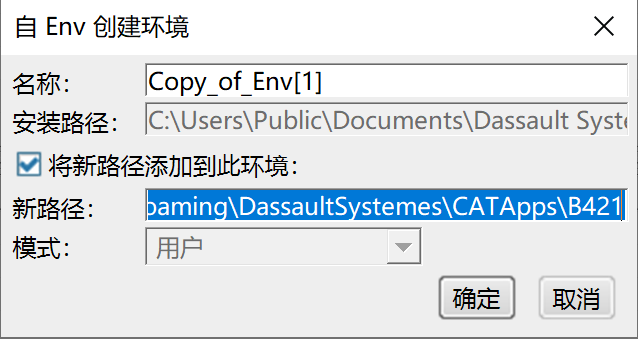 自 Env 创建环境
名称：
Copy_of_Env[1]
安装路径：
C:\Users\Public\Documents\Dassault Syste
将新路径添加到此环境：
新路径：
oaming\DassaultSystemes\CATApps\B421
模式：
用户
确定
取消